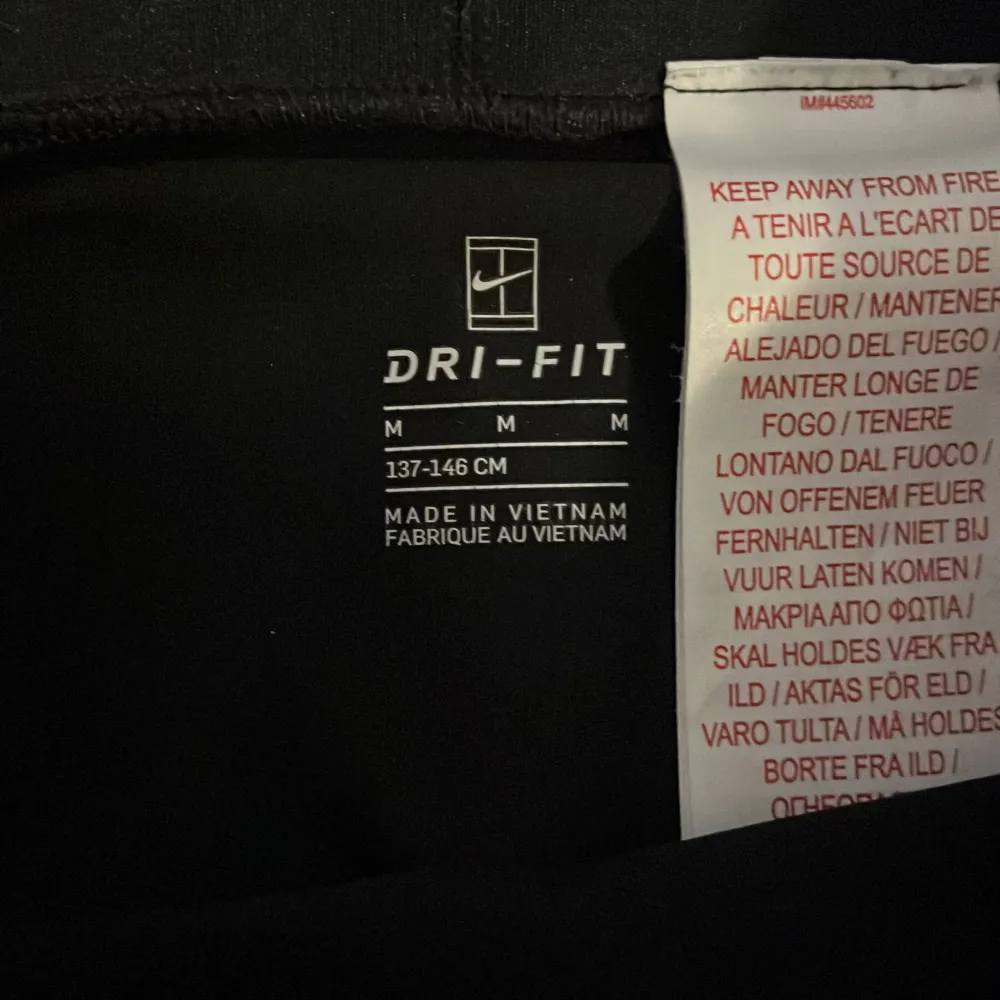 DRI-FIT
M M M
137-146 CM
MADE IN VIETNAM
FABRIQUE AU VIETNAM
IM#445602
KEEP AWAY FROM FIRE
A TENIR A L'ECART DE
TOUTE SOURCE DE
CHALEUR / MANTENER
ALEJADO DEL FUEGO /
MANTER LONGE DE
FOGO / TENERE
LONTANO DAL FUOCO /
VON OFFENEM FEUER
FERNHALTEN / NIET BIJ
VUUR LATEN KOMEN /
ΜΑΚΡΙΑ ΑΠΟ ΦΩΤΙΑ /
SKAL HOLDES VÆK FRA
ILD / AKTAS FÖR ELD /
VARO TULTA / MÅ HOLDES
BORTE FRA ILD /